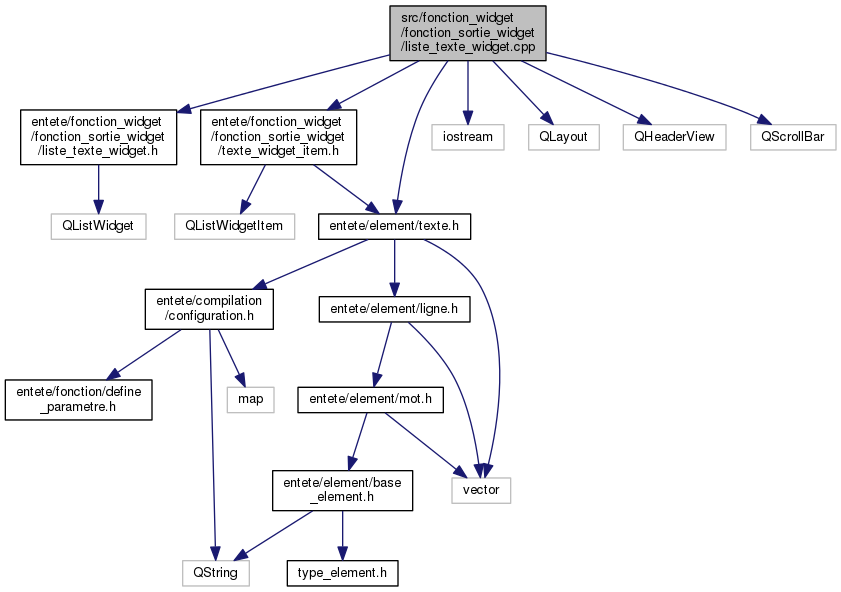 src/fonction_widget
/fonction_sortie_widget
/liste_texte_widget.cpp
entete/fonction_widget
/fonction_sortie_widget
/liste_texte_widget.h
entete/fonction_widget
/fonction_sortie_widget
/texte_widget_item.h
iostream
QLayout
QHeaderView
QScrollBar
QListWidget
QListWidgetItem
entete/element/texte.h
entete/compilation
/configuration.h
entete/element/ligne.h
entete/fonction/define
_parametre.h
map
entete/element/mot.h
entete/element/base
_element.h
vector
QString
type_element.h